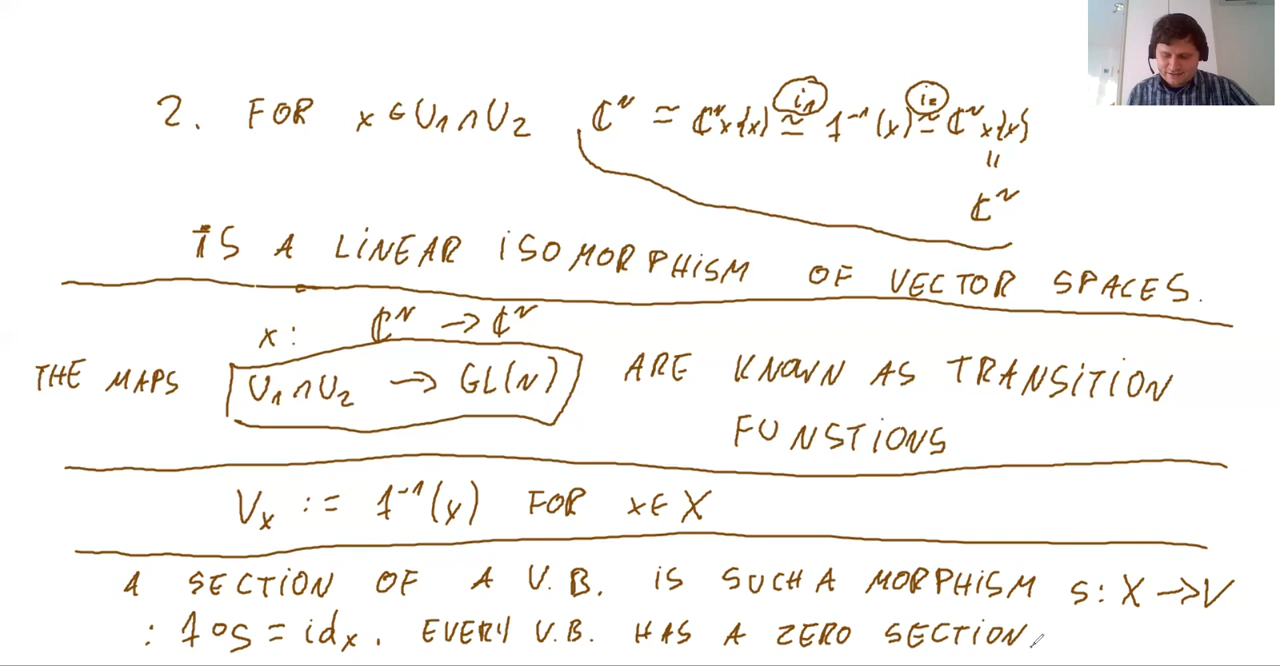 2. FOR x ∈ U₁∩U₂ ℂᴺ ≃ ℂᴺ×{x} ≃ f⁻¹(x) ≃ ℂᴺ×{x}
i₁ i₂
=
ℂᴺ
IS A LINEAR ISOMORPHISM OF VECTOR SPACES.
x: ℂᴺ → ℂᴺ
THE MAPS U₁∩U₂ → GL(N) ARE KNOWN AS TRANSITION
FUNSTIONS
Vₓ := f⁻¹(x) FOR x∈X
A SECTION OF A V.B. IS SUCH A MORPHISM s: X → V
: f∘s = idₓ. EVERY V.B. HAS A ZERO SECTION.